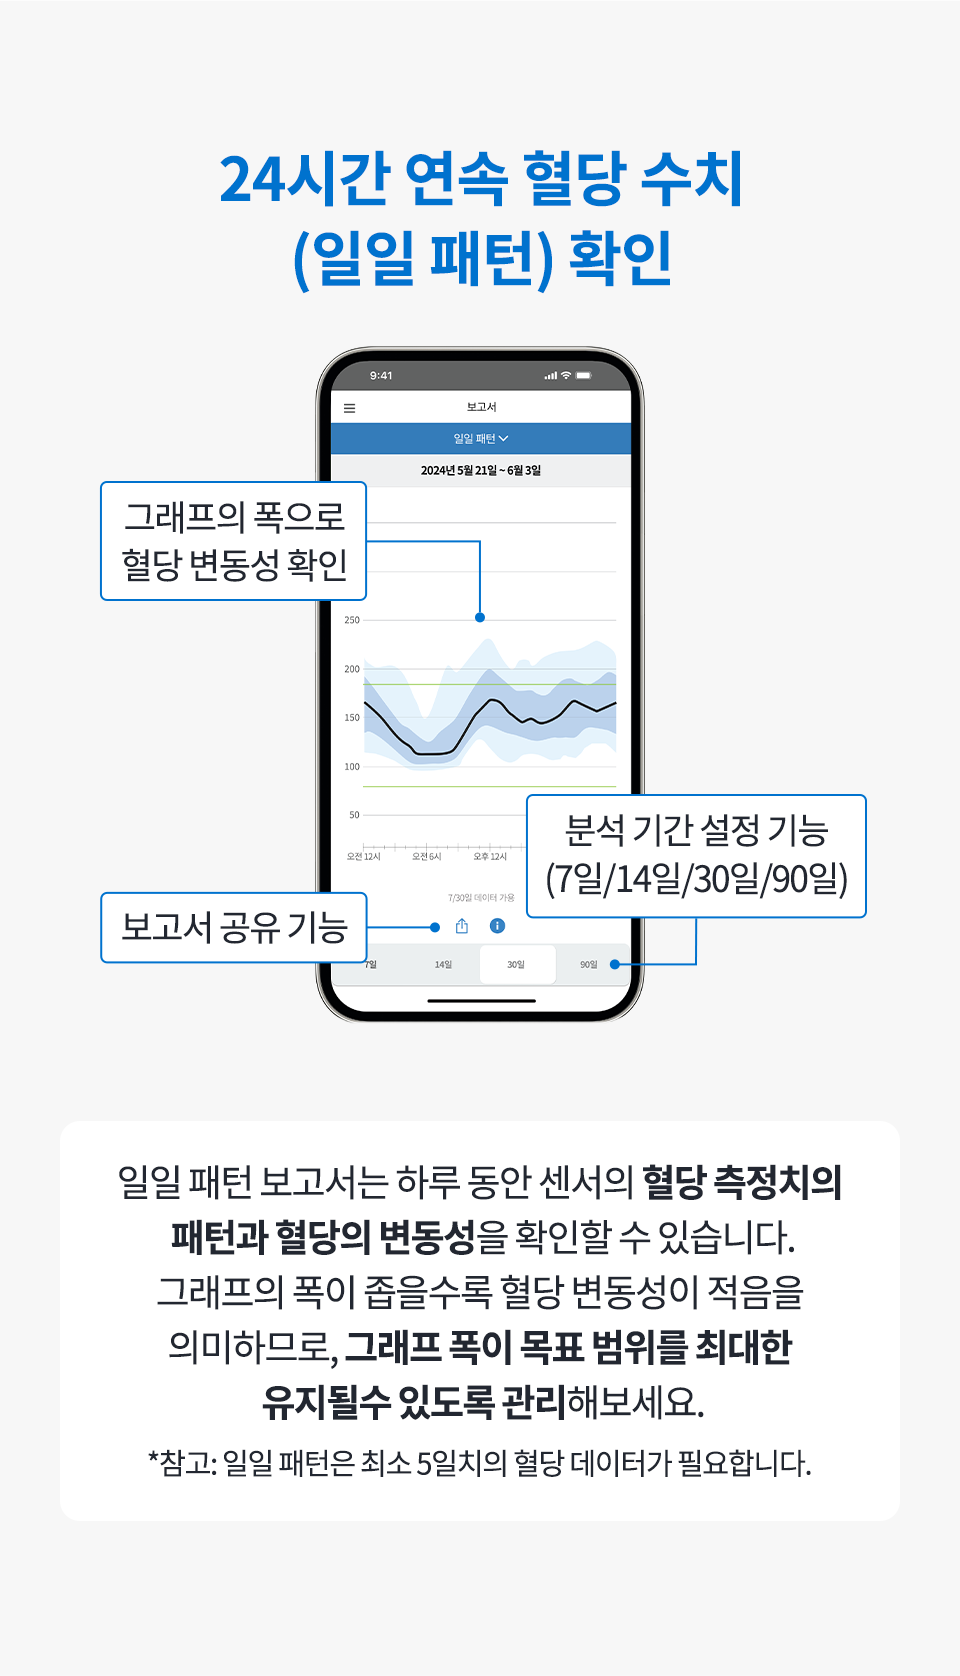 24시간 연속 혈당 수치
(일일 패턴) 확인
9:41
보고서
일일 패턴
2024년 5월 21일 ~ 6월 3일
그래프의 폭으로
혈당 변동성 확인
250
200
150
100
50
오전 12시 오전 6시 오후 12시
분석 기간 설정 기능
(7일/14일/30일/90일)
7/30일 데이터 가용
보고서 공유 기능
7일 14일 30일 90일
일일 패턴 보고서는 하루 동안 센서의 혈당 측정치의
패턴과 혈당의 변동성을 확인할 수 있습니다.
그래프의 폭이 좁을수록 혈당 변동성이 적음을
의미하므로, 그래프 폭이 목표 범위를 최대한
유지될수 있도록 관리해보세요.
*참고: 일일 패턴은 최소 5일치의 혈당 데이터가 필요합니다.